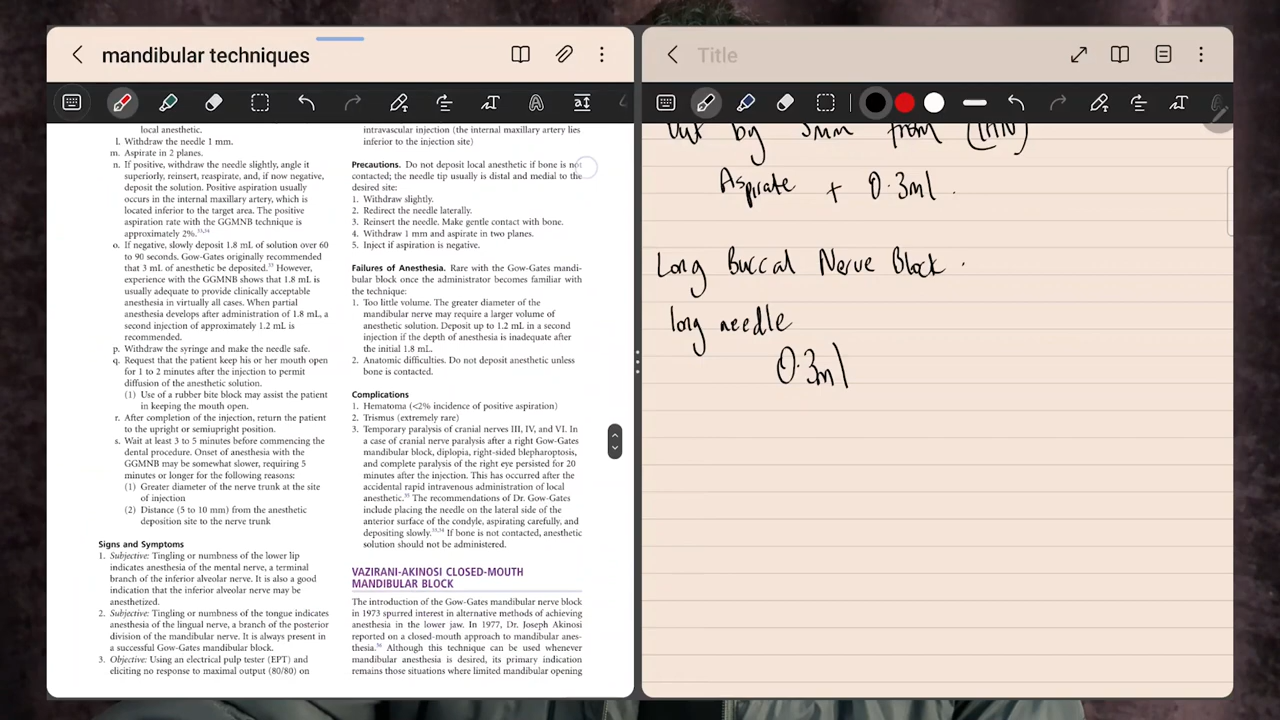 mandibular techniques
local anesthetic.
l. Withdraw the needle 1 mm.
m. Aspirate in 2 planes.
n. If positive, withdraw the needle slightly, angle it
superiorly, reinsert, reaspirate, and, if now negative,
deposit the solution. Positive aspiration usually
occurs in the internal maxillary artery, which is
located inferior to the target area. The positive
aspiration rate with the GGMNB technique is
approximately 2%.33,34
o. If negative, slowly deposit 1.8 mL of solution over 60
to 90 seconds. Gow-Gates originally recommended
that 3 mL of anesthetic be deposited.33 However,
experience with the GGMNB shows that 1.8 mL is
usually adequate to provide clinically acceptable
anesthesia in virtually all cases. When partial
anesthesia develops after administration of 1.8 mL, a
second injection of approximately 1.2 mL is
recommended.
p. Withdraw the syringe and make the needle safe.
q. Request that the patient keep his or her mouth open
for 1 to 2 minutes after the injection to permit
diffusion of the anesthetic solution.
(1) Use of a rubber bite block may assist the patient
in keeping the mouth open.
r. After completion of the injection, return the patient
to the upright or semiupright position.
s. Wait at least 3 to 5 minutes before commencing the
dental procedure. Onset of anesthesia with the
GGMNB may be somewhat slower, requiring 5
minutes or longer for the following reasons:
(1) Greater diameter of the nerve trunk at the site
of injection
(2) Distance (5 to 10 mm) from the anesthetic
deposition site to the nerve trunk
Signs and Symptoms
1. Subjective: Tingling or numbness of the lower lip
indicates anesthesia of the mental nerve, a terminal
branch of the inferior alveolar nerve. It is also a good
indication that the inferior alveolar nerve may be
anesthetized.
2. Subjective: Tingling or numbness of the tongue indicates
anesthesia of the lingual nerve, a branch of the posterior
division of the mandibular nerve. It is always present in
a successful Gow-Gates mandibular block.
3. Objective: Using an electrical pulp tester (EPT) and
eliciting no response to maximal output (80/80) on
intravascular injection (the internal maxillary artery lies
inferior to the injection site)
Precautions. Do not deposit local anesthetic if bone is not
contacted; the needle tip usually is distal and medial to the
desired site:
1. Withdraw slightly.
2. Redirect the needle laterally.
3. Reinsert the needle. Make gentle contact with bone.
4. Withdraw 1 mm and aspirate in two planes.
5. Inject if aspiration is negative.
Failures of Anesthesia. Rare with the Gow-Gates mandi-
bular block once the administrator becomes familiar with
the technique:
1. Too little volume. The greater diameter of the
mandibular nerve may require a larger volume of
anesthetic solution. Deposit up to 1.2 mL in a second
injection if the depth of anesthesia is inadequate after
the initial 1.8 mL.
2. Anatomic difficulties. Do not deposit anesthetic unless
bone is contacted.
Complications
1. Hematoma (<2% incidence of positive aspiration)
2. Trismus (extremely rare)
3. Temporary paralysis of cranial nerves III, IV, and VI. In
a case of cranial nerve paralysis after a right Gow-Gates
mandibular block, diplopia, right-sided blepharoptosis,
and complete paralysis of the right eye persisted for 20
minutes after the injection. This has occurred after the
accidental rapid intravenous administration of local
anesthetic.35 The recommendations of Dr. Gow-Gates
include placing the needle on the lateral side of the
anterior surface of the condyle, aspirating carefully, and
depositing slowly.33,34 If bone is not contacted, anesthetic
solution should not be administered.
VAZIRANI-AKINOSI CLOSED-MOUTH
MANDIBULAR BLOCK
The introduction of the Gow-Gates mandibular nerve block
in 1973 spurred interest in alternative methods of achieving
anesthesia in the lower jaw. In 1977, Dr. Joseph Akinosi
reported on a closed-mouth approach to mandibular anes-
thesia.36 Although this technique can be used whenever
mandibular anesthesia is desired, its primary indication
remains those situations where limited mandibular opening
Title
by 5mm from (IAN)
Aspirate + 0.3ml.
Long Buccal Nerve Block.
long needle
0.3ml